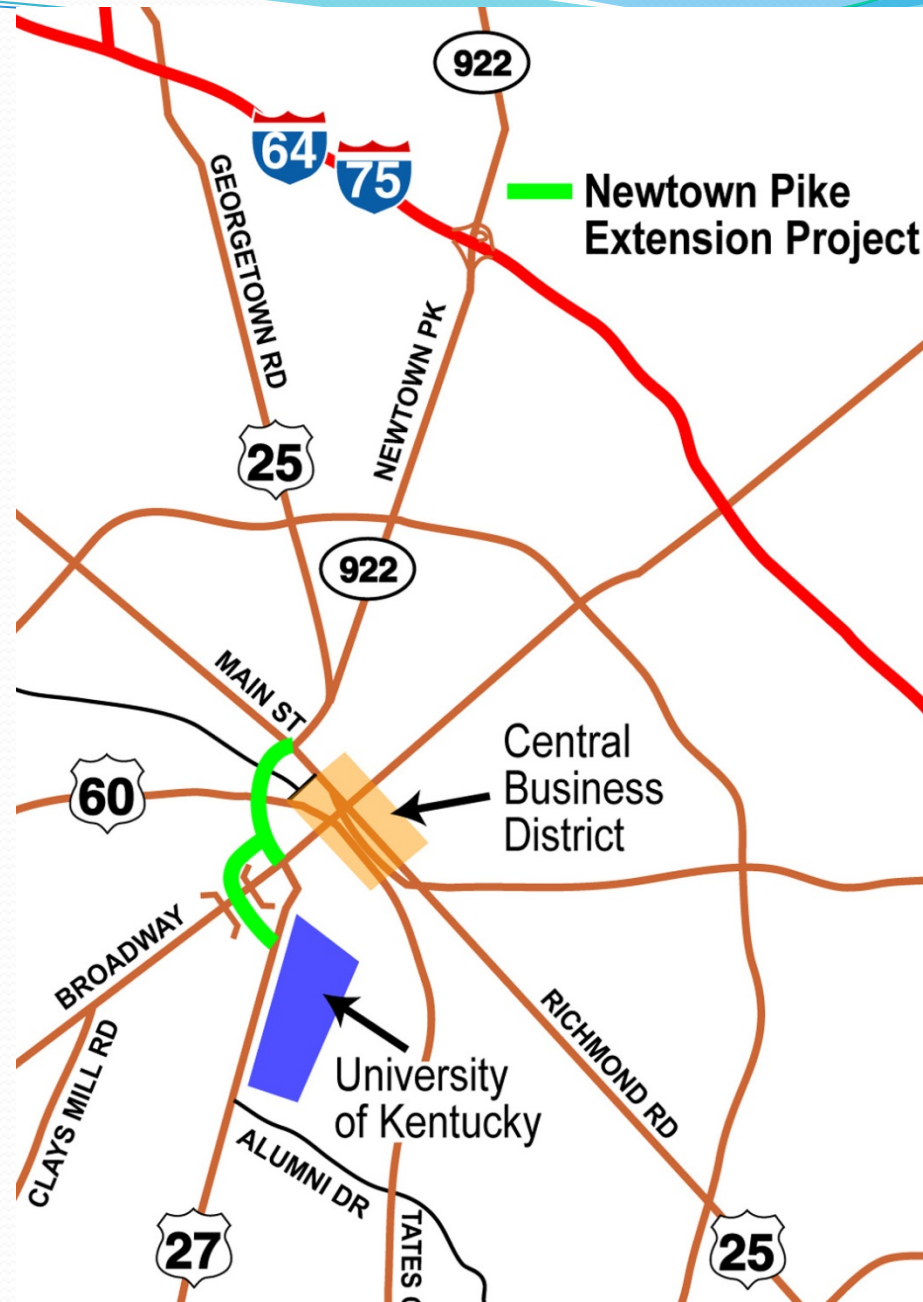 922
64
75
GEORGETOWN RD
Newtown Pike
Extension Project
NEWTOWN PK
25
922
MAIN ST
60
Central
Business
District
BROADWAY
CLAYS MILL RD
RICHMOND RD
University
of Kentucky
ALUMNI DR
TATES
27
25